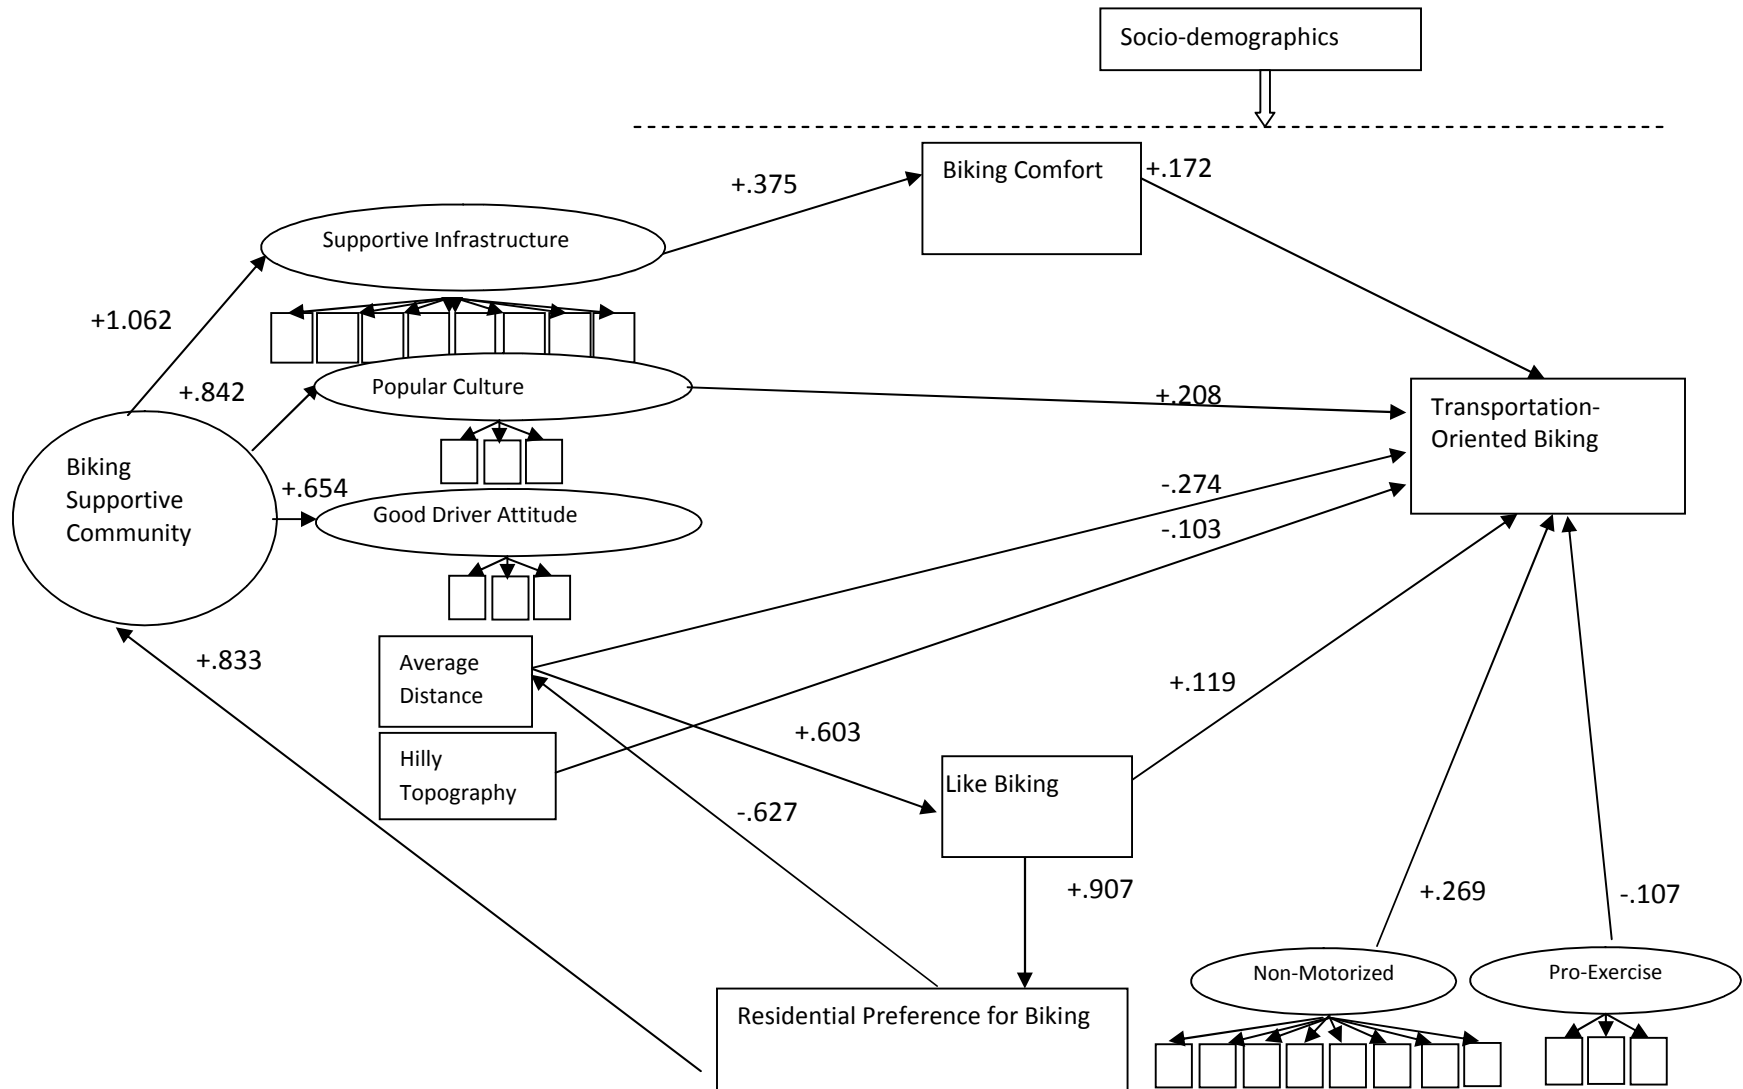 Socio-demographics
Biking Comfort
+.172
+.375
Supportive Infrastructure
+1.062
+.842
Popular Culture
+.208
Transportation-
Oriented Biking
Biking
Supportive
Community
+.654
Good Driver Attitude
-.274
-.103
+.833
Average
Distance
+.119
+.603
Hilly
Topography
Like Biking
-.627
+.907
+.269
-.107
Non-Motorized
Pro-Exercise
Residential Preference for Biking